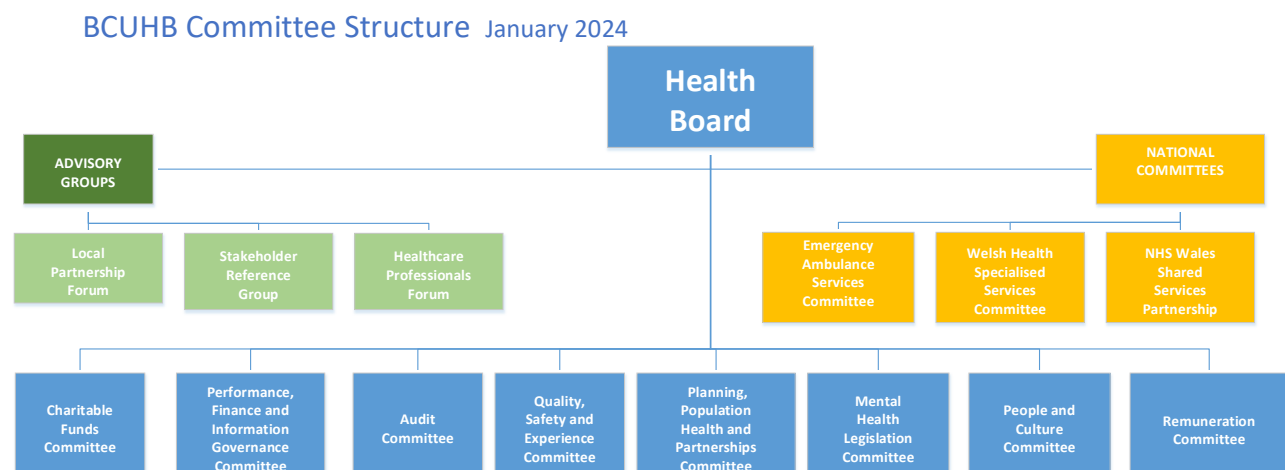 BCUHB Committee Structure January 2024
Health
Board
ADVISORY
GROUPS
NATIONAL
COMMITTEES
Local
Partnership
Forum
Stakeholder
Reference
Group
Healthcare
Professionals
Forum
Emergency
Ambulance
Services
Committee
Welsh Health
Specialised
Services
Committee
NHS Wales
Shared
Services
Partnership
Charitable
Funds
Committee
Performance,
Finance and
Information
Governance
Committee
Audit
Committee
Quality,
Safety and
Experience
Committee
Planning,
Population
Health and
Partnerships
Committee
Mental
Health
Legislation
Committee
People and
Culture
Committee
Remuneration
Committee